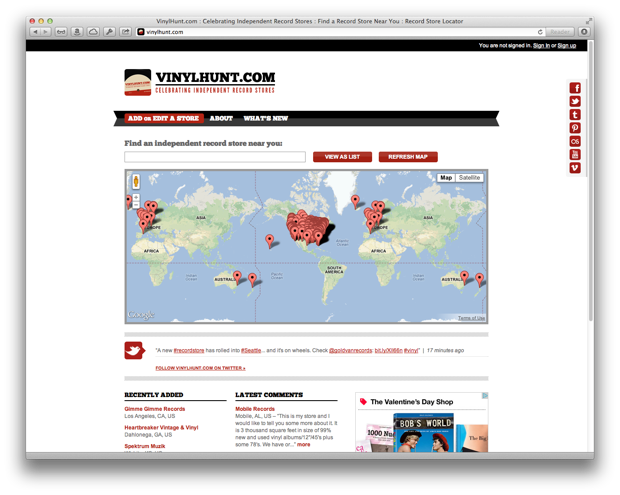 VinylHunt.com : Celebrating Independent Record Stores : Find a Record Store Near You : Record Store Locator
vinylhunt.com
Reader
You are not signed in. Sign In or Sign up
VINYLHUNT.COM
CELEBRATING INDEPENDENT RECORD STORES
ADD OR EDIT A STORE ABOUT WHAT'S NEW
Find an independent record store near you:
VIEW AS LIST REFRESH MAP
Map Satellite
ASIA
EUROPE
AFRICA
AUSTRALIA
Pacific Ocean
Atlantic Ocean
SOUTH AMERICA
Indian Ocean
ASIA
EUROPE
AFRICA
AUSTRALIA
Google
Terms of Use
"A new #recordstore has rolled into #Seattle... and it's on wheels. Check @goldvanrecords: bit.ly/XII66n #vinyl" | 17 minutes ago
FOLLOW VINYLHUNT.COM ON TWITTER »
RECENTLY ADDED
Gimme Gimme Records
Los Angeles, CA, US
Heartbreaker Vintage & Vinyl
Dahlonega, GA, US
Spektrum Muzik
LATEST COMMENTS
Mobile Records
Mobile, AL, US – "This is my store and I
would like to tell you some more about it. It
is 3 thousand square feet in size of 99%
new and used vinyl albums/12"/45's plus
some 78's. We have or..." more
The Valentine's Day Shop
1000
BOB'S WORLD
The Big